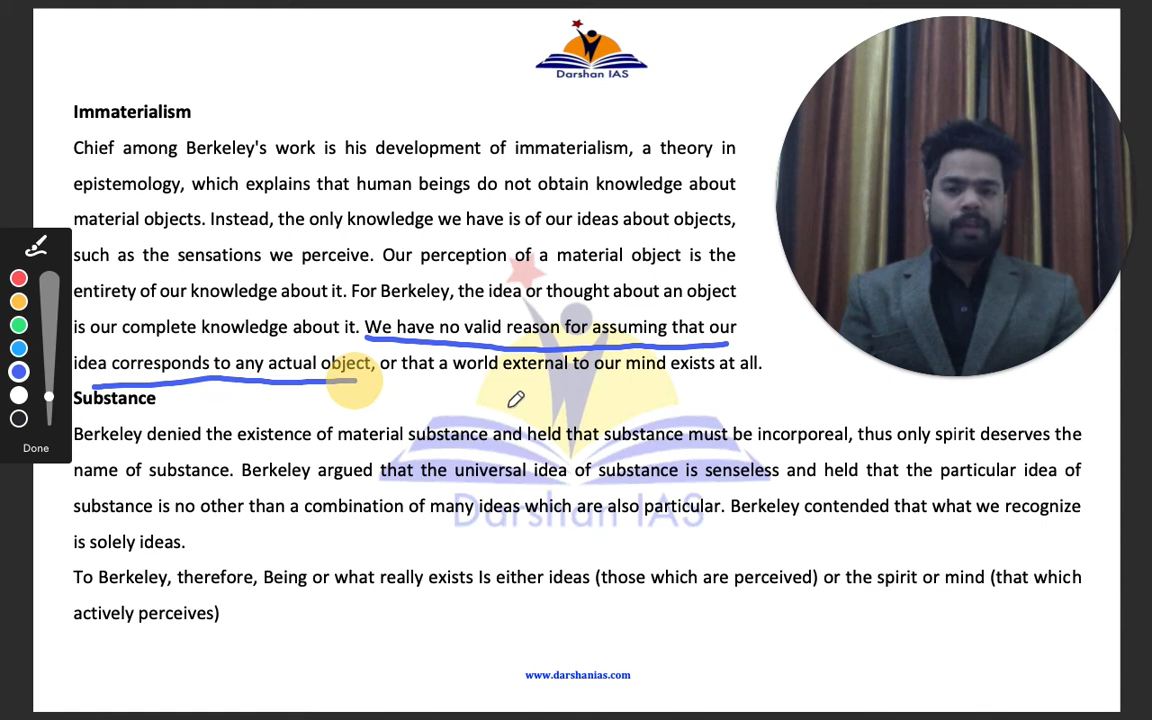 Darshan IAS
Immaterialism
Chief among Berkeley's work is his development of immaterialism, a theory in
epistemology, which explains that human beings do not obtain knowledge about
material objects. Instead, the only knowledge we have is of our ideas about objects,
such as the sensations we perceive. Our perception of a material object is the
entirety of our knowledge about it. For Berkeley, the idea or thought about an object
is our complete knowledge about it. We have no valid reason for assuming that our
idea corresponds to any actual object, or that a world external to our mind exists at all.
Substance
Berkeley denied the existence of material substance and held that substance must be incorporeal, thus only spirit deserves the
name of substance. Berkeley argued that the universal idea of substance is senseless and held that the particular idea of
substance is no other than a combination of many ideas which are also particular. Berkeley contended that what we recognize
is solely ideas.
To Berkeley, therefore, Being or what really exists Is either ideas (those which are perceived) or the spirit or mind (that which
actively perceives)
Darshan IAS
www.darshanias.com
Done